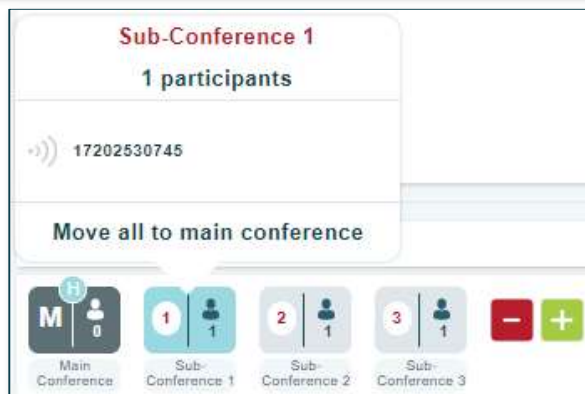 Sub-Conference 1
1 participants
17202530745
Move all to main conference
H
M 0
1 1
2 1
3 1
− +
Main
Conference
Sub-
Conference 1
Sub-
Conference 2
Sub-
Conference 3